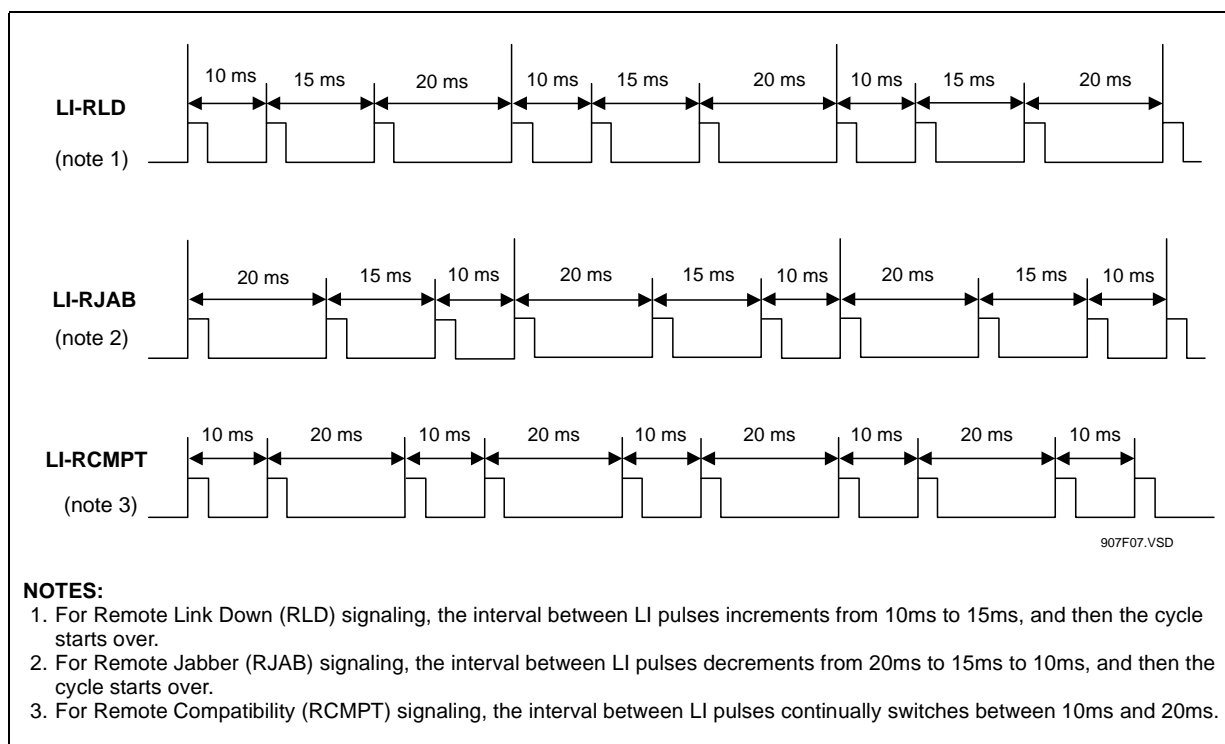 10 ms 15 ms 20 ms 10 ms 15 ms 20 ms 10 ms 15 ms 20 ms
LI-RLD
(note 1)
20 ms 15 ms 10 ms 20 ms 15 ms 10 ms 20 ms 15 ms 10 ms
LI-RJAB
(note 2)
10 ms 20 ms 10 ms 20 ms 10 ms 20 ms 10 ms 20 ms 10 ms
LI-RCMPT
(note 3)
907F07.VSD
NOTES:
1. For Remote Link Down (RLD) signaling, the interval between LI pulses increments from 10ms to 15ms, and then the cycle
starts over.
2. For Remote Jabber (RJAB) signaling, the interval between LI pulses decrements from 20ms to 15ms to 10ms, and then the
cycle starts over.
3. For Remote Compatibility (RCMPT) signaling, the interval between LI pulses continually switches between 10ms and 20ms.